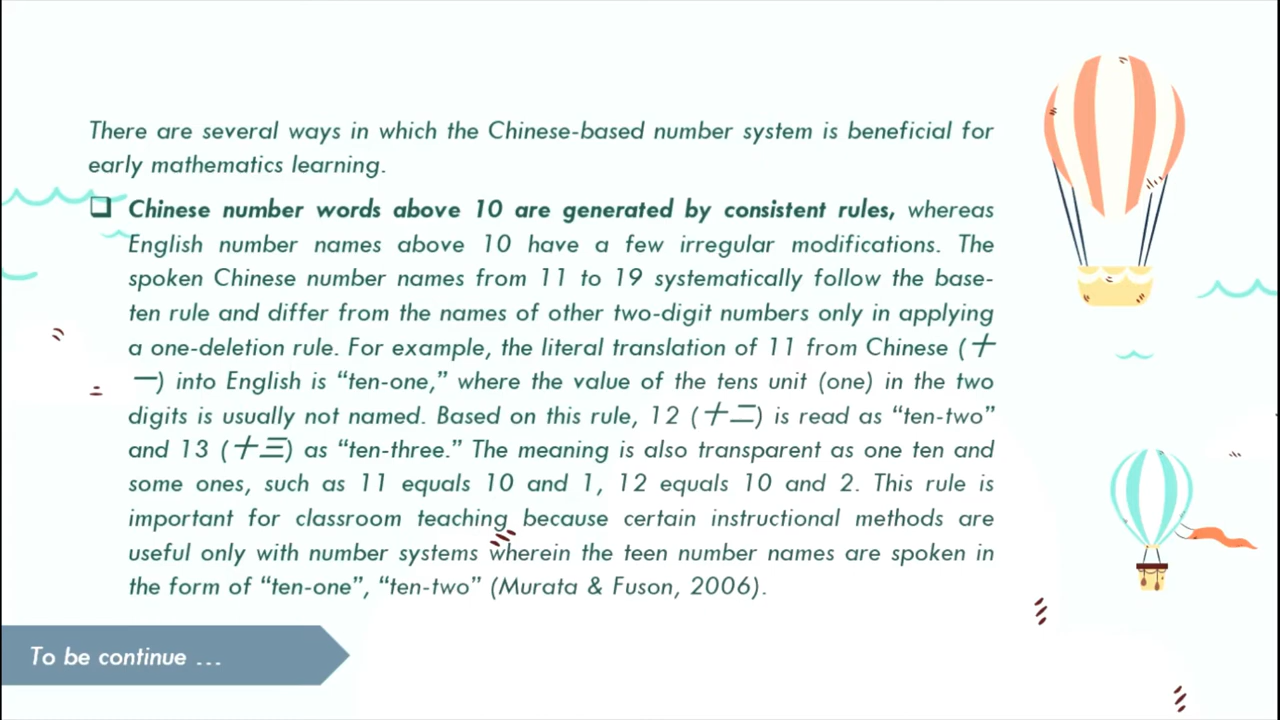 There are several ways in which the Chinese-based number system is beneficial for
early mathematics learning.
❑ Chinese number words above 10 are generated by consistent rules, whereas
English number names above 10 have a few irregular modifications. The
spoken Chinese number names from 11 to 19 systematically follow the base-
ten rule and differ from the names of other two-digit numbers only in applying
a one-deletion rule. For example, the literal translation of 11 from Chinese (十
一) into English is “ten-one,” where the value of the tens unit (one) in the two
digits is usually not named. Based on this rule, 12 (十二) is read as “ten-two”
and 13 (十三) as “ten-three.” The meaning is also transparent as one ten and
some ones, such as 11 equals 10 and 1, 12 equals 10 and 2. This rule is
important for classroom teaching because certain instructional methods are
useful only with number systems wherein the teen number names are spoken in
the form of “ten-one”, “ten-two” (Murata & Fuson, 2006).
To be continue …